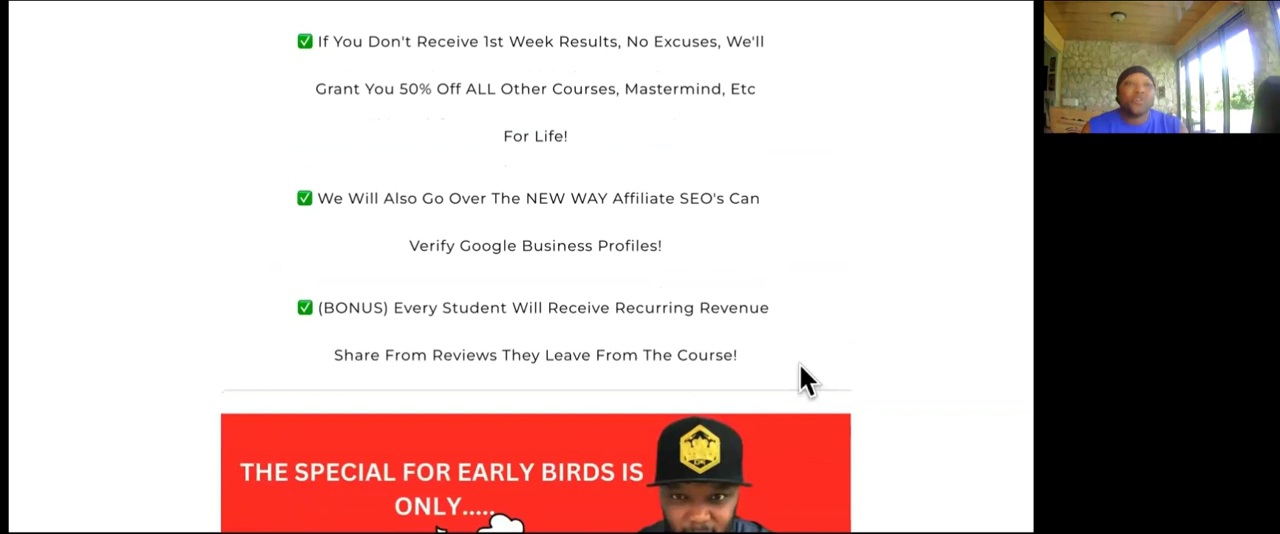 ✅ If You Don't Receive 1st Week Results, No Excuses, We'll
Grant You 50% Off ALL Other Courses, Mastermind, Etc
For Life!
✅ We Will Also Go Over The NEW WAY Affiliate SEO's Can
Verify Google Business Profiles!
✅ (BONUS) Every Student Will Receive Recurring Revenue
Share From Reviews They Leave From The Course!
THE SPECIAL FOR EARLY BIRDS IS
ONLY.....